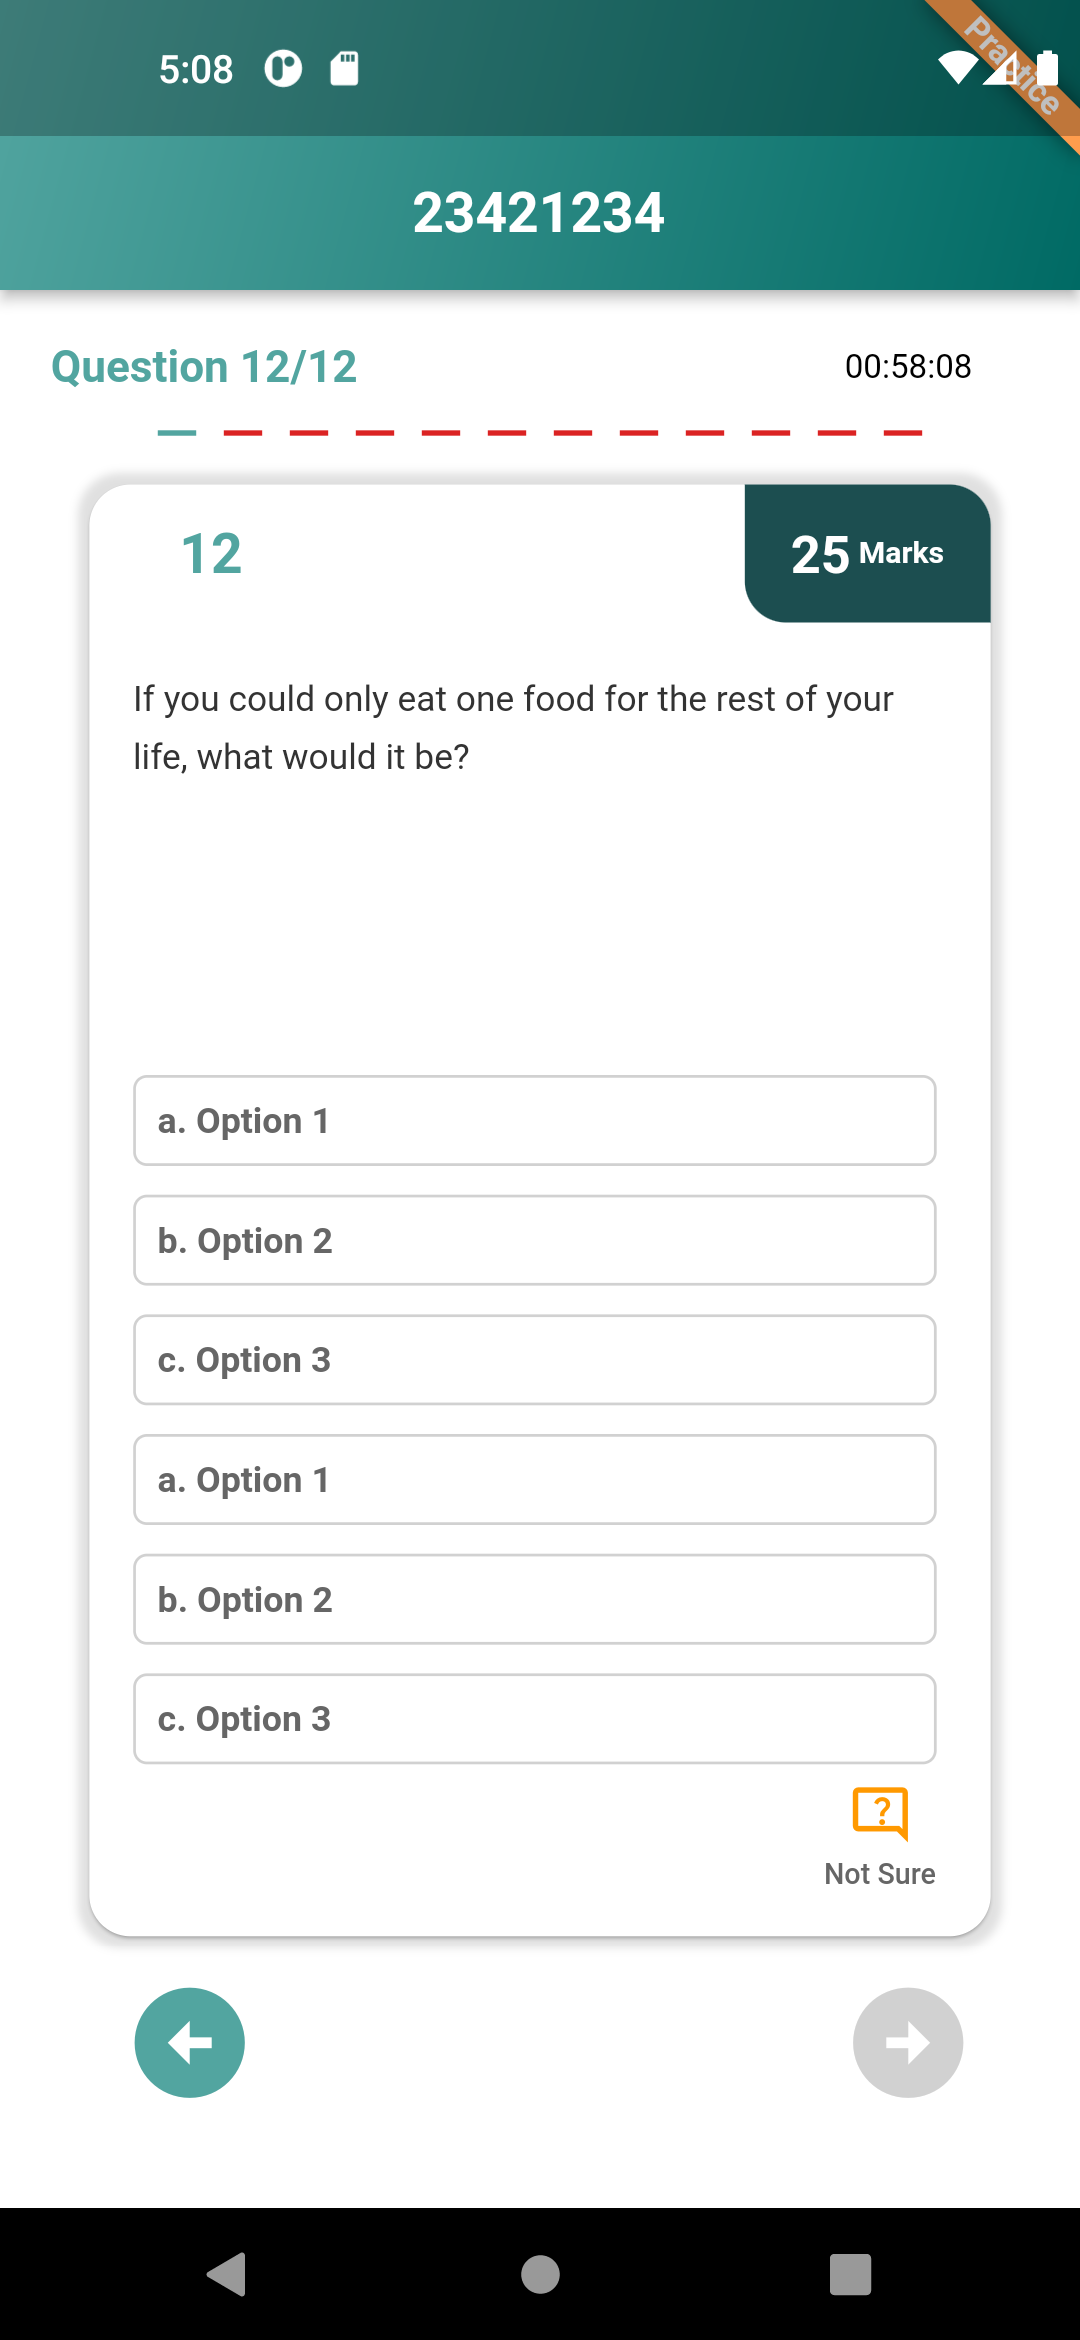 5:08
Practice
23421234
Question 12/12
00:58:08
12
25 Marks
If you could only eat one food for the rest of your
life, what would it be?
a. Option 1
b. Option 2
c. Option 3
a. Option 1
b. Option 2
c. Option 3
?
Not Sure